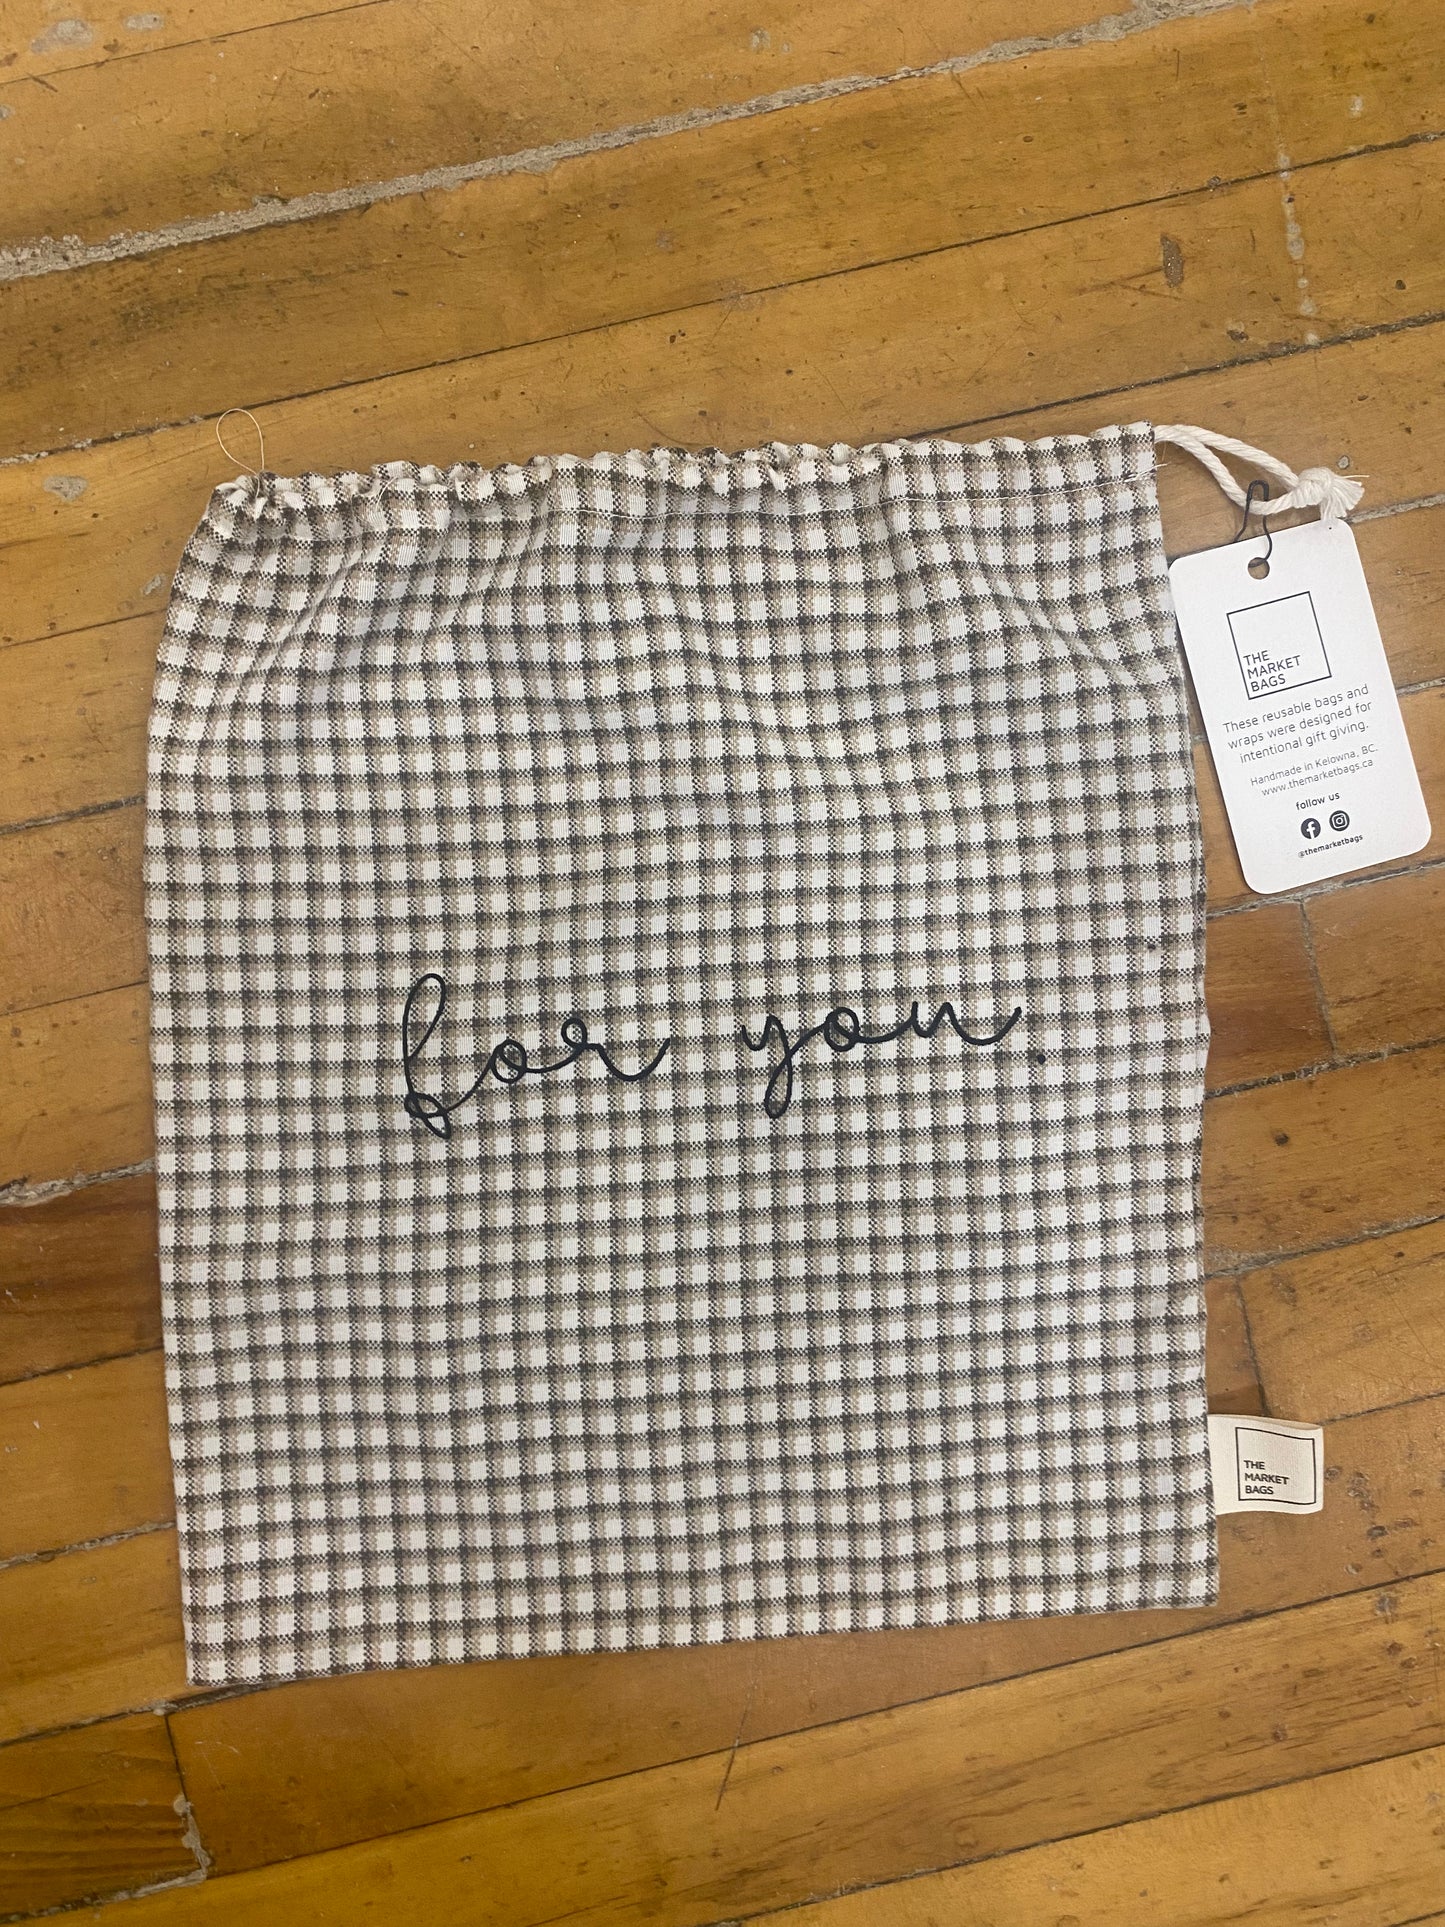 THE
MARKET
BAGS
These reusable bags and
wraps were designed for
intentional gift giving.
Handmade in Kelowna, BC.
www.themarketbags.ca
follow us
@themarketbags
for you.
THE
MARKET
BAGS